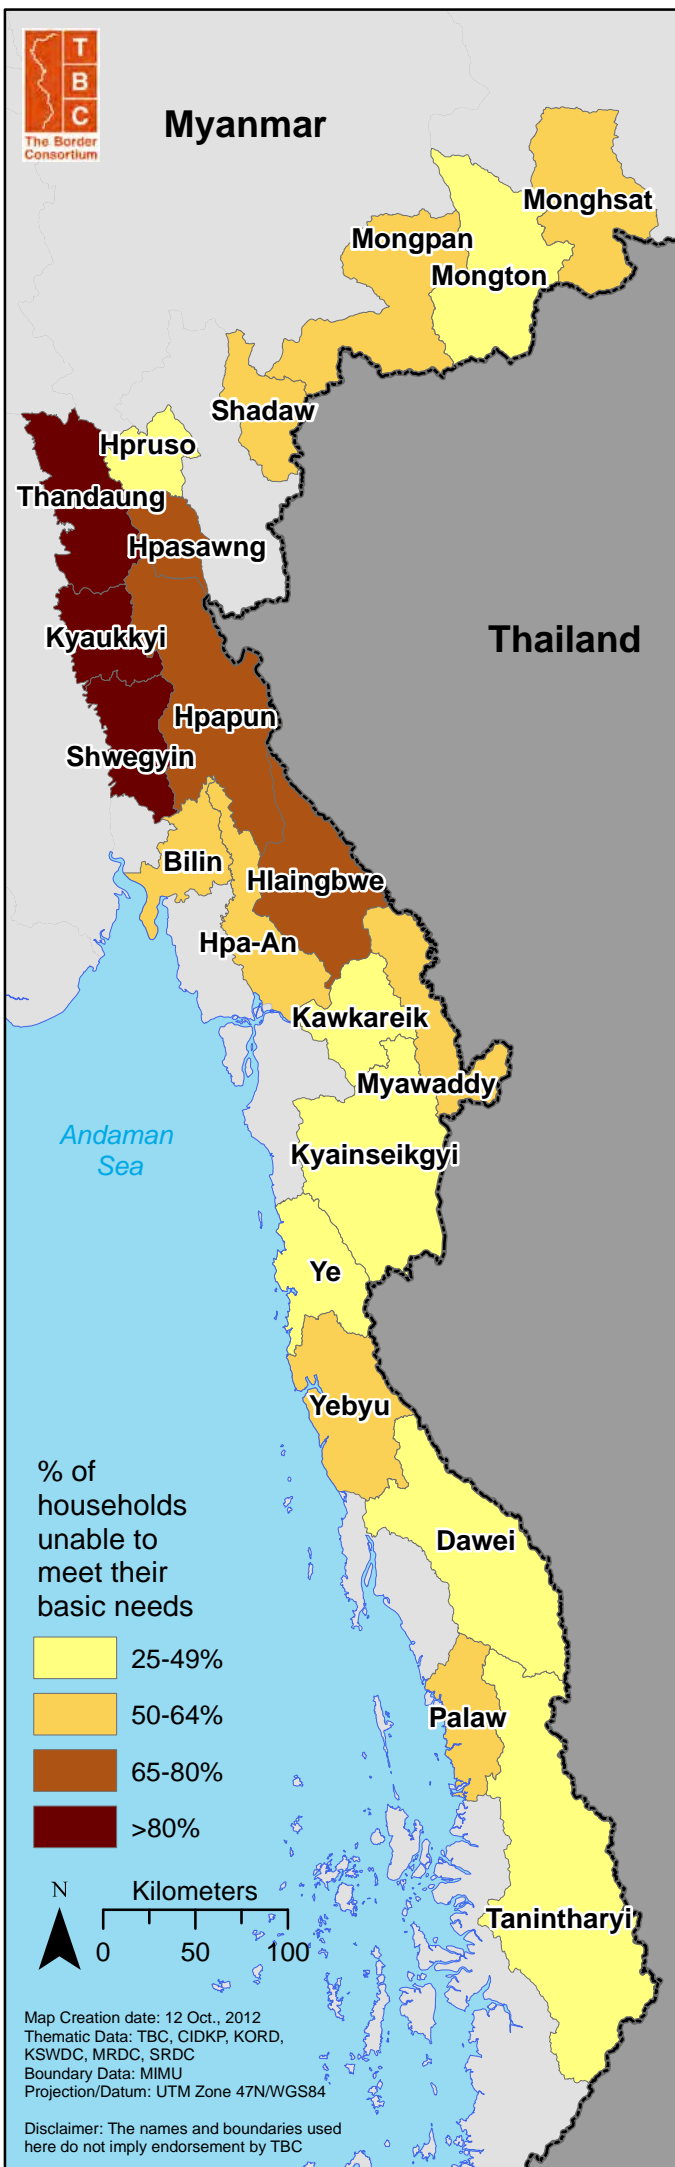 T
B
C
The Border
Consortium
Myanmar
Monghsat
Mongpan
Mongton
Shadaw
Hpruso
Thandaung
Hpasawng
Kyaukkyi
Thailand
Hpapun
Shwegyin
Bilin
Hlaingbwe
Hpa-An
Kawkareik
Myawaddy
Andaman
Sea
Kyainseikgyi
Ye
Yebyu
% of
households
unable to
meet their
basic needs
Dawei
25-49%
50-64%
Palaw
65-80%
>80%
N
Kilometers
0 50 100
Tanintharyi
Map Creation date: 12 Oct., 2012
Thematic Data: TBC, CIDKP, KORD,
KSWDC, MRDC, SRDC
Boundary Data: MIMU
Projection/Datum: UTM Zone 47N/WGS84
Disclaimer: The names and boundaries used
here do not imply endorsement by TBC